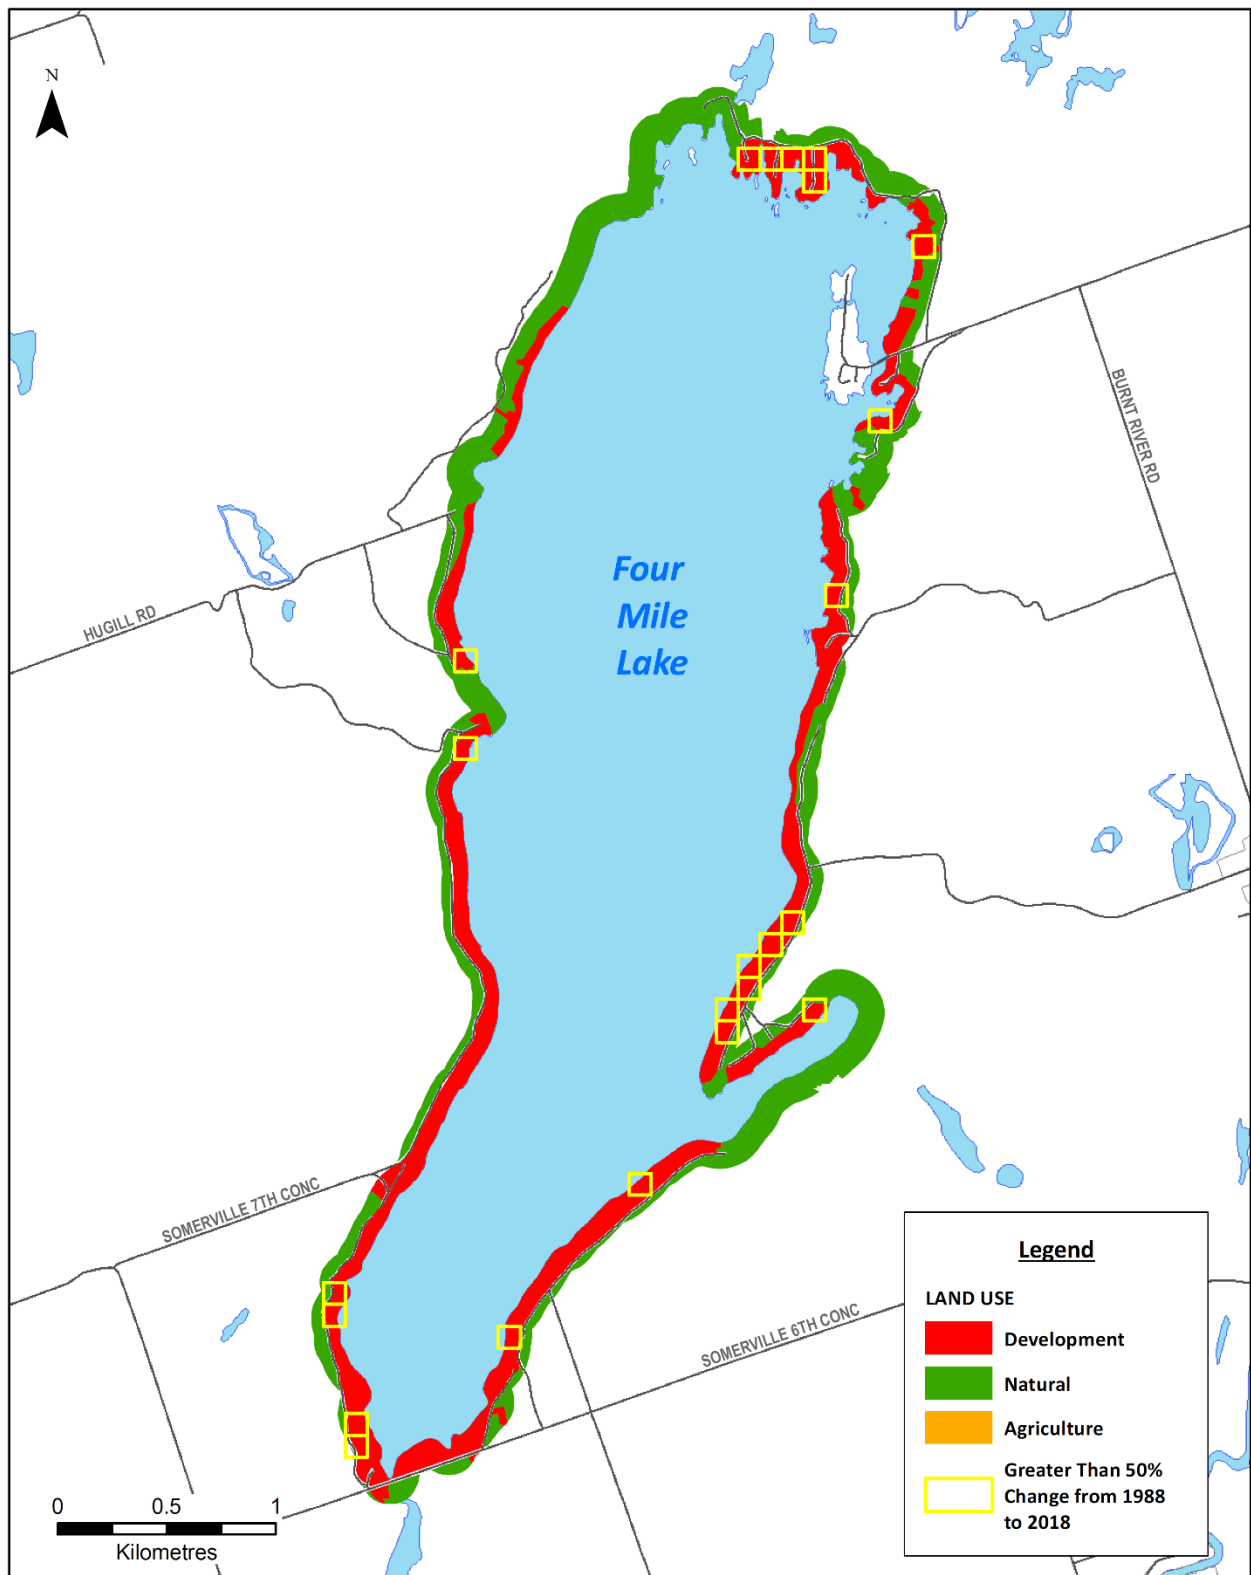 N
BURNT RIVER RD
Four
Mile
Lake
HUGILL RD
SOMERVILLE 7TH CONC
SOMERVILLE 6TH CONC
Legend
LAND USE
Development
Natural
Agriculture
Greater Than 50%
Change from 1988
to 2018
0 0.5 1
Kilometres